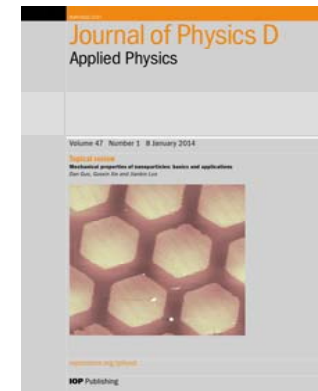 Journal of Physics D
Applied Physics
Volume 47 Number 1 8 January 2014
Topical review
Mechanical properties of nanoparticles: basics and applications
Dan Guo, Guoxin Xie and Jianbin Luo
IOP Publishing